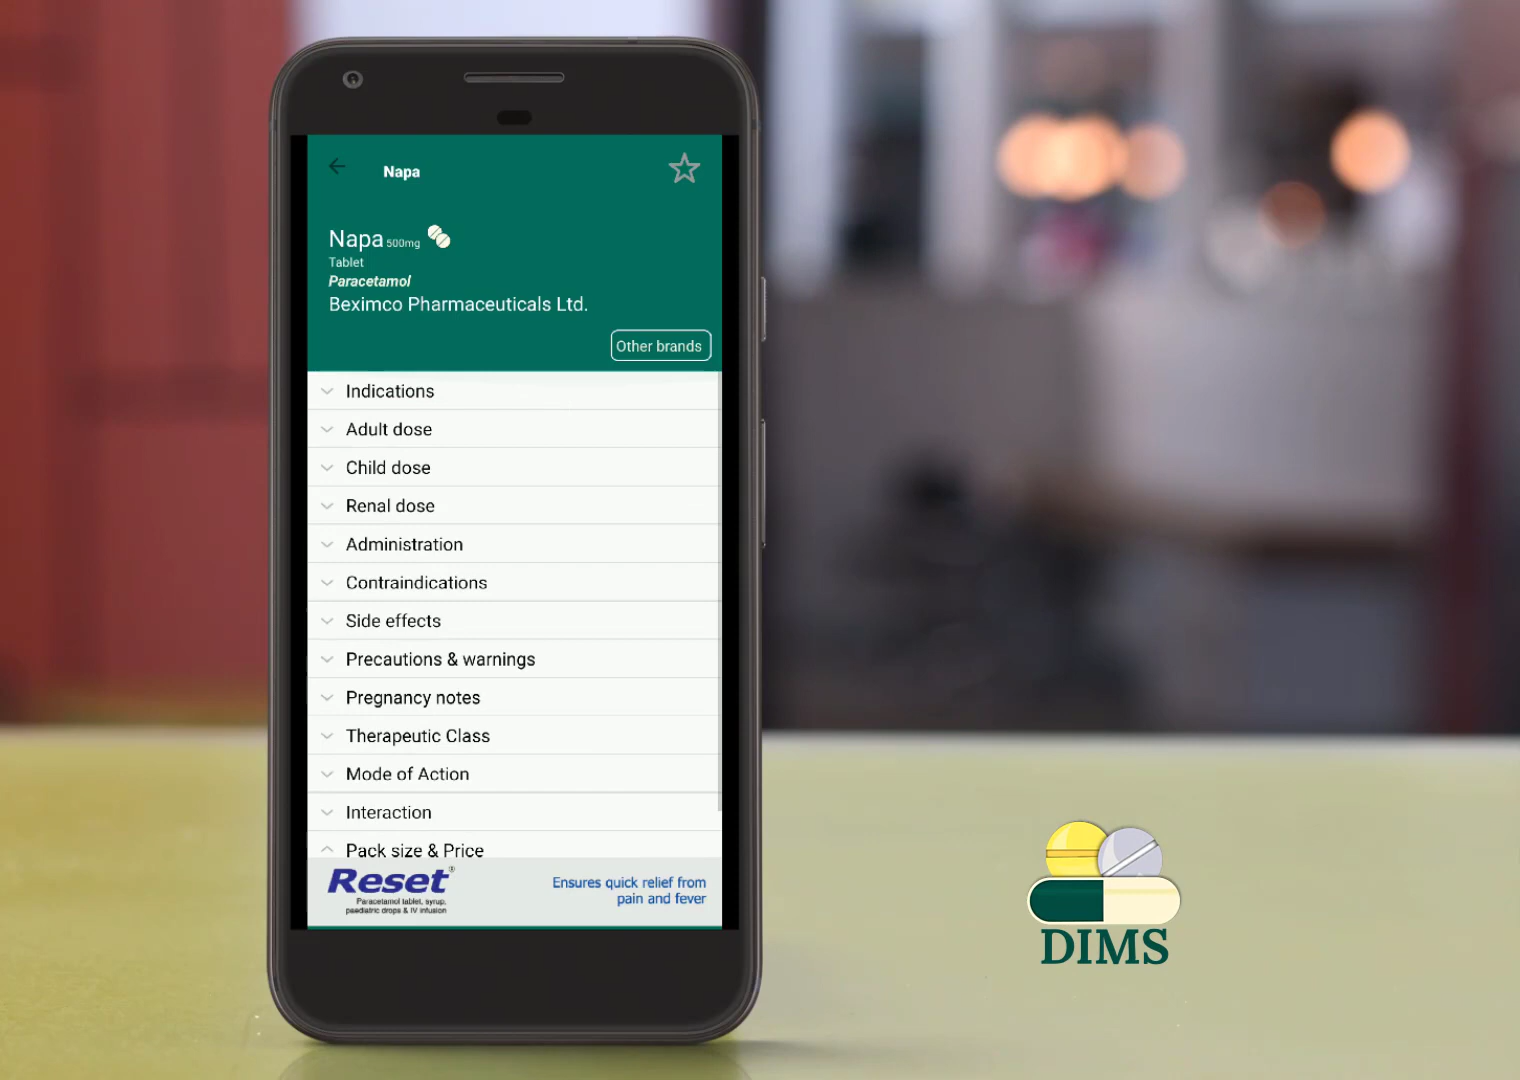 Napa
Napa 500mg
Tablet
Paracetamol
Beximco Pharmaceuticals Ltd.
Other brands
Indications
Adult dose
Child dose
Renal dose
Administration
Contraindications
Side effects
Precautions & warnings
Pregnancy notes
Therapeutic Class
Mode of Action
Interaction
Pack size & Price
Reset®
Paracetamol tablet, syrup,
paediatric drops & IV infusion
Ensures quick relief from
pain and fever
DIMS